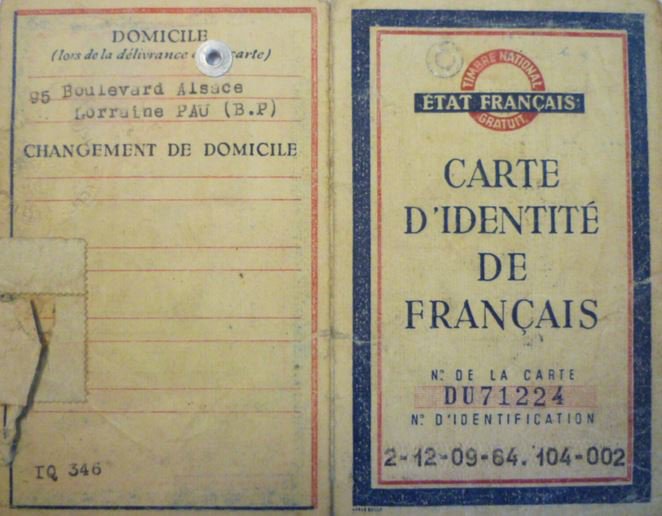 DOMICILE
(lors de la délivrance carte)
95 Boulevard Alsace
Lorraine PAU (B.P)
CHANGEMENT DE DOMICILE
IQ 346
TIMBRE NATIONAL
ÉTAT FRANÇAIS
GRATUIT
CARTE
D'IDENTITÉ
DE
FRANÇAIS
N° DE LA CARTE
DU71224
N° D'IDENTIFICATION
2-12-09-64.104-002